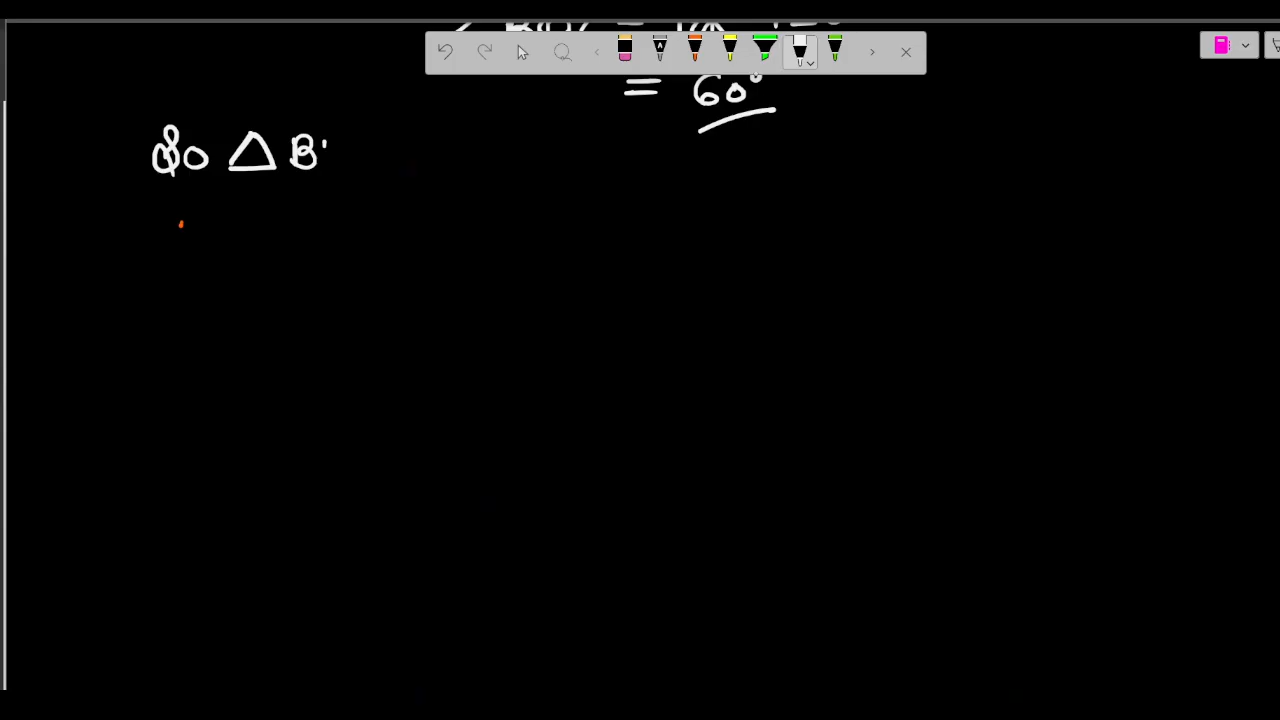 = 60°
So △ B'